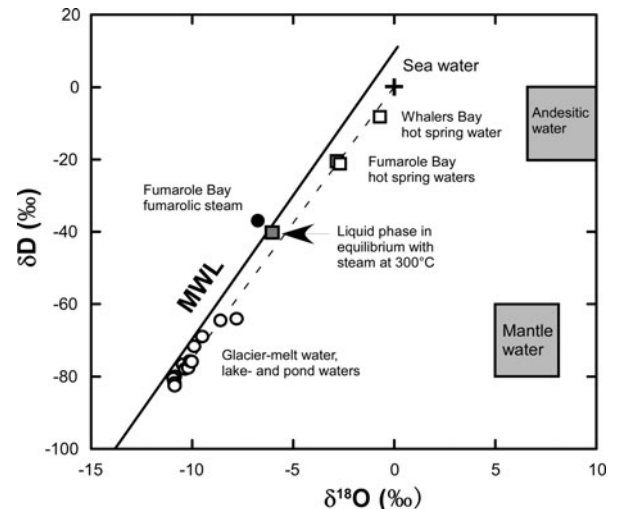 20
0
-20
-40
-60
-80
-100
δD (‰)
Sea water
Whalers Bay
hot spring water
Andesitic
water
Fumarole Bay
hot spring waters
Fumarole Bay
fumarolic steam
Liquid phase in
equilibrium with
steam at 300°C
MWL
Mantle
water
Glacier-melt water,
lake- and pond waters
-15
-10
-5
0
5
10
δ¹⁸O (‰)